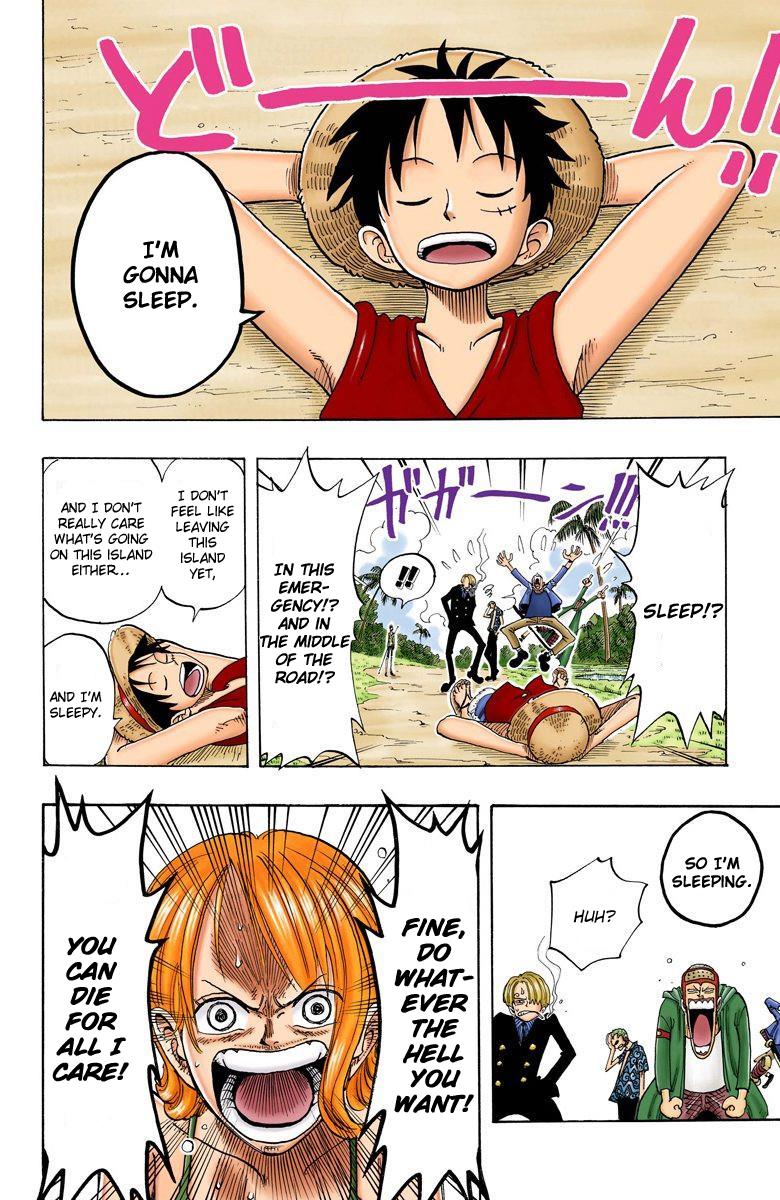 どーん!!
I'M
GONNA
SLEEP.
SLEEP!?
ガガーン!!!
!!
IN THIS
EMER-
GENCY!?
AND IN
THE MIDDLE
OF THE
ROAD!?
I DON'T
FEEL LIKE
LEAVING
THIS
ISLAND
YET,
AND I DON'T
REALLY CARE
WHAT'S GOING
ON THIS ISLAND
EITHER...
AND I'M
SLEEPY.
SO I'M
SLEEPING.
HUH?
FINE,
DO
WHAT-
EVER
THE
HELL
YOU
WANT!
YOU
CAN
DIE
FOR
ALL I
CARE!